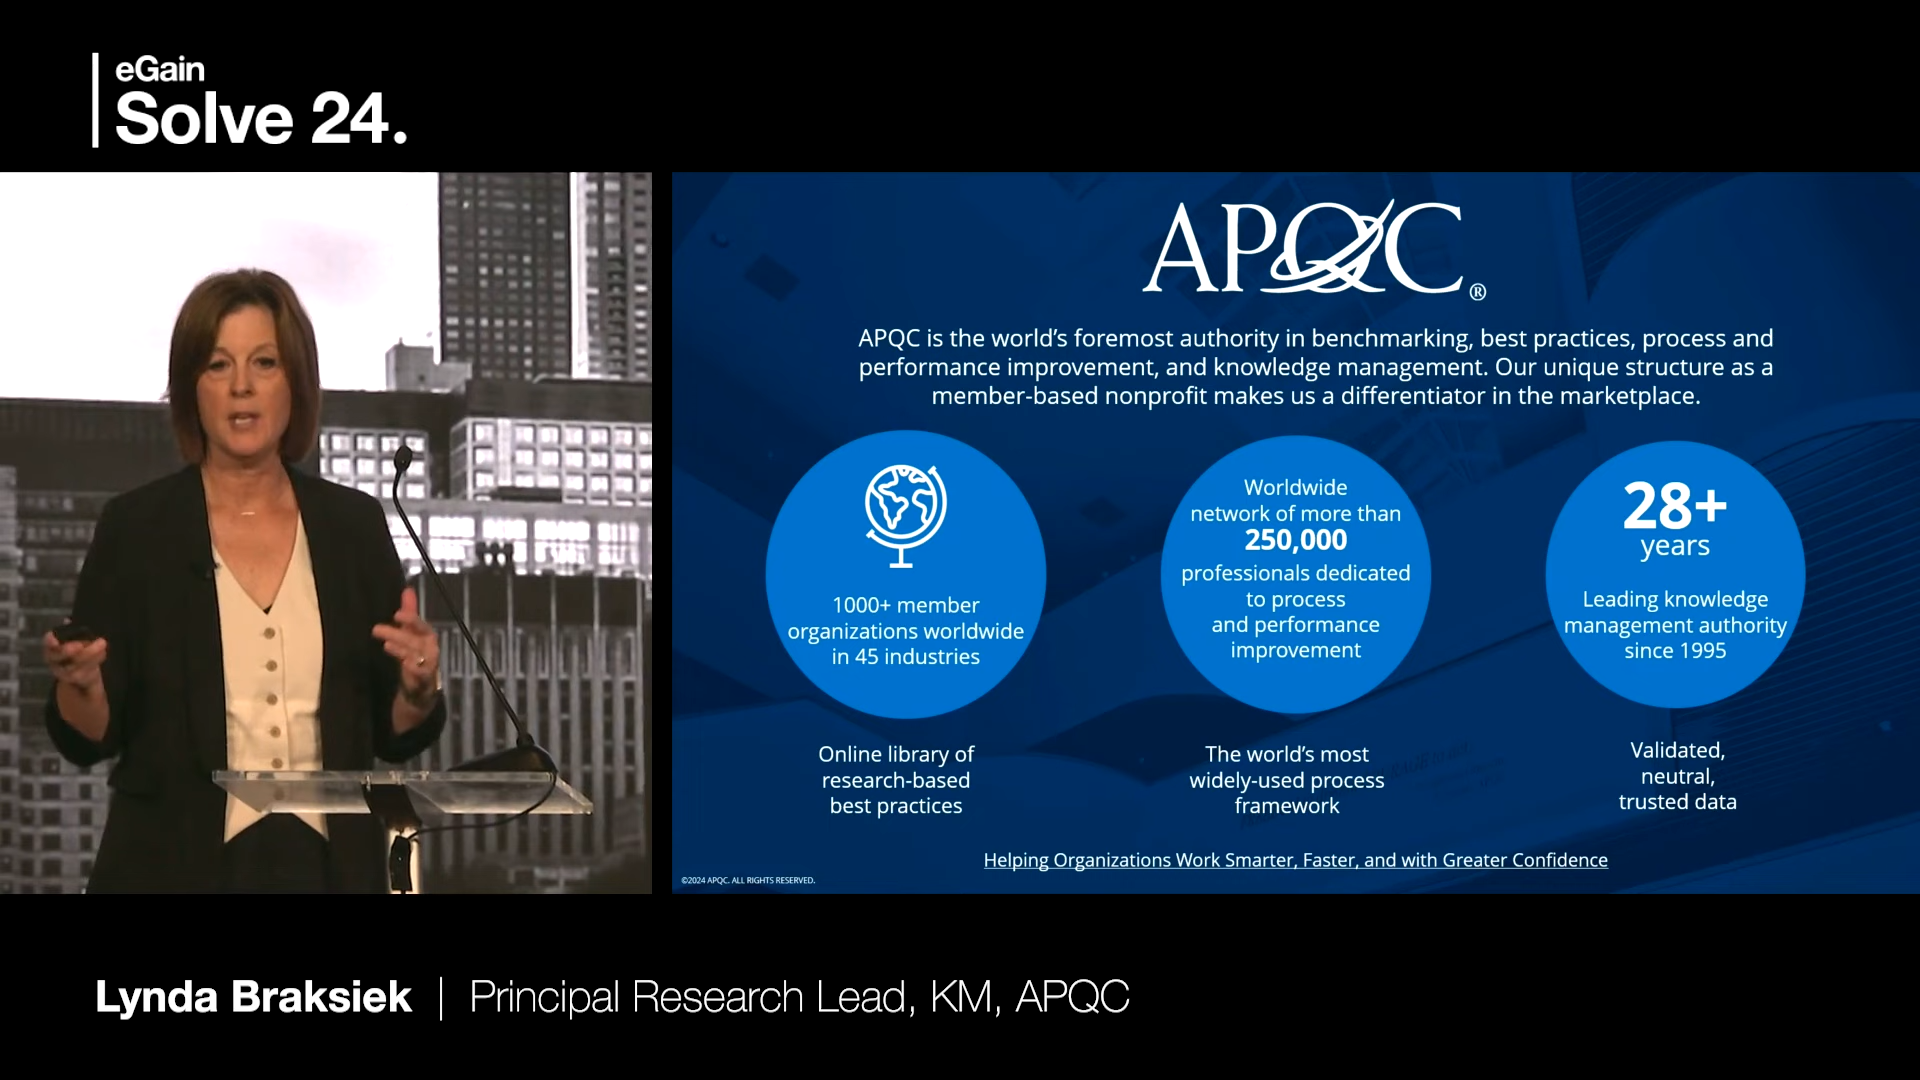 eGain
Solve 24.
APQC®
APQC is the world's foremost authority in benchmarking, best practices, process and
performance improvement, and knowledge management. Our unique structure as a
member-based nonprofit makes us a differentiator in the marketplace.
1000+ member
organizations worldwide
in 45 industries
Online library of
research-based
best practices
Worldwide
network of more than
250,000
professionals dedicated
to process
and performance
improvement
The world's most
widely-used process
framework
28+
years
Leading knowledge
management authority
since 1995
Validated,
neutral,
trusted data
Helping Organizations Work Smarter, Faster, and with Greater Confidence
©2024 APQC. ALL RIGHTS RESERVED.
Lynda Braksiek | Principal Research Lead, KM, APQC